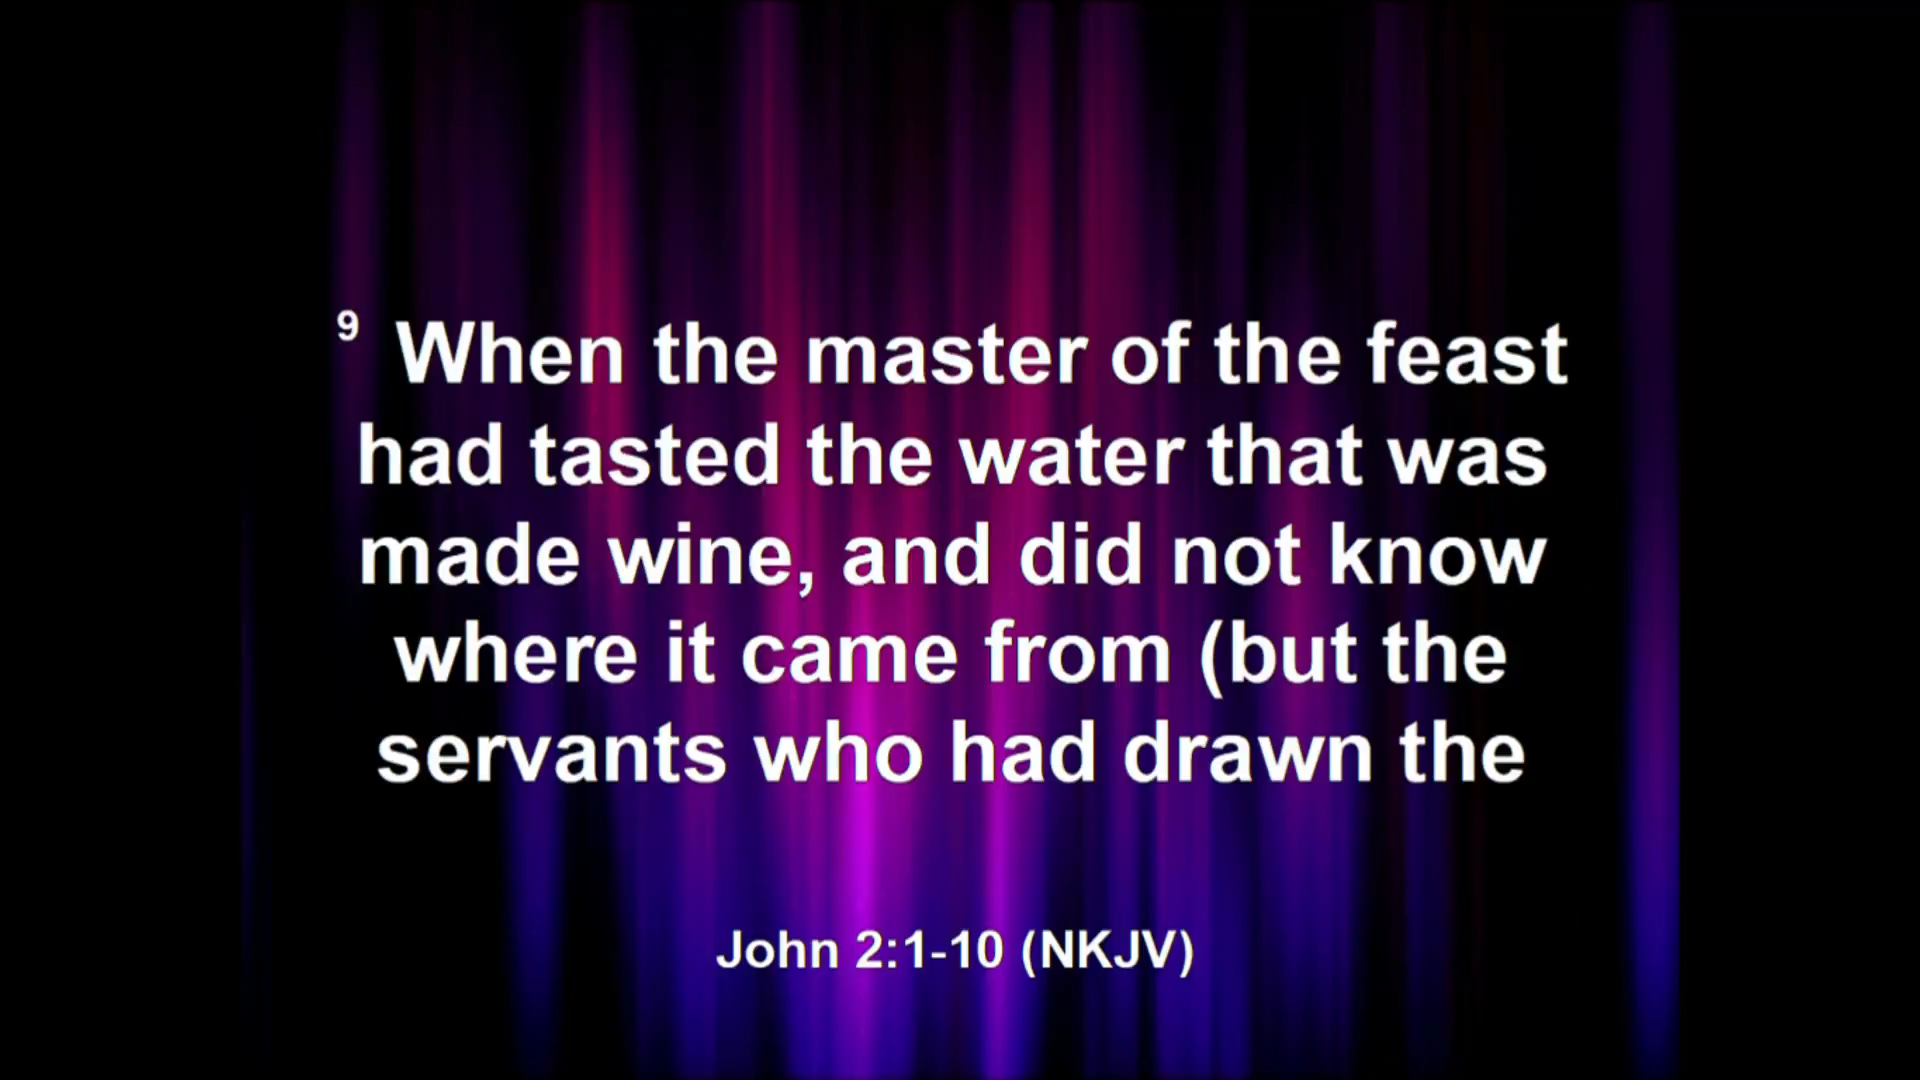 9 When the master of the feast
had tasted the water that was
made wine, and did not know
where it came from (but the
servants who had drawn the
John 2:1-10 (NKJV)